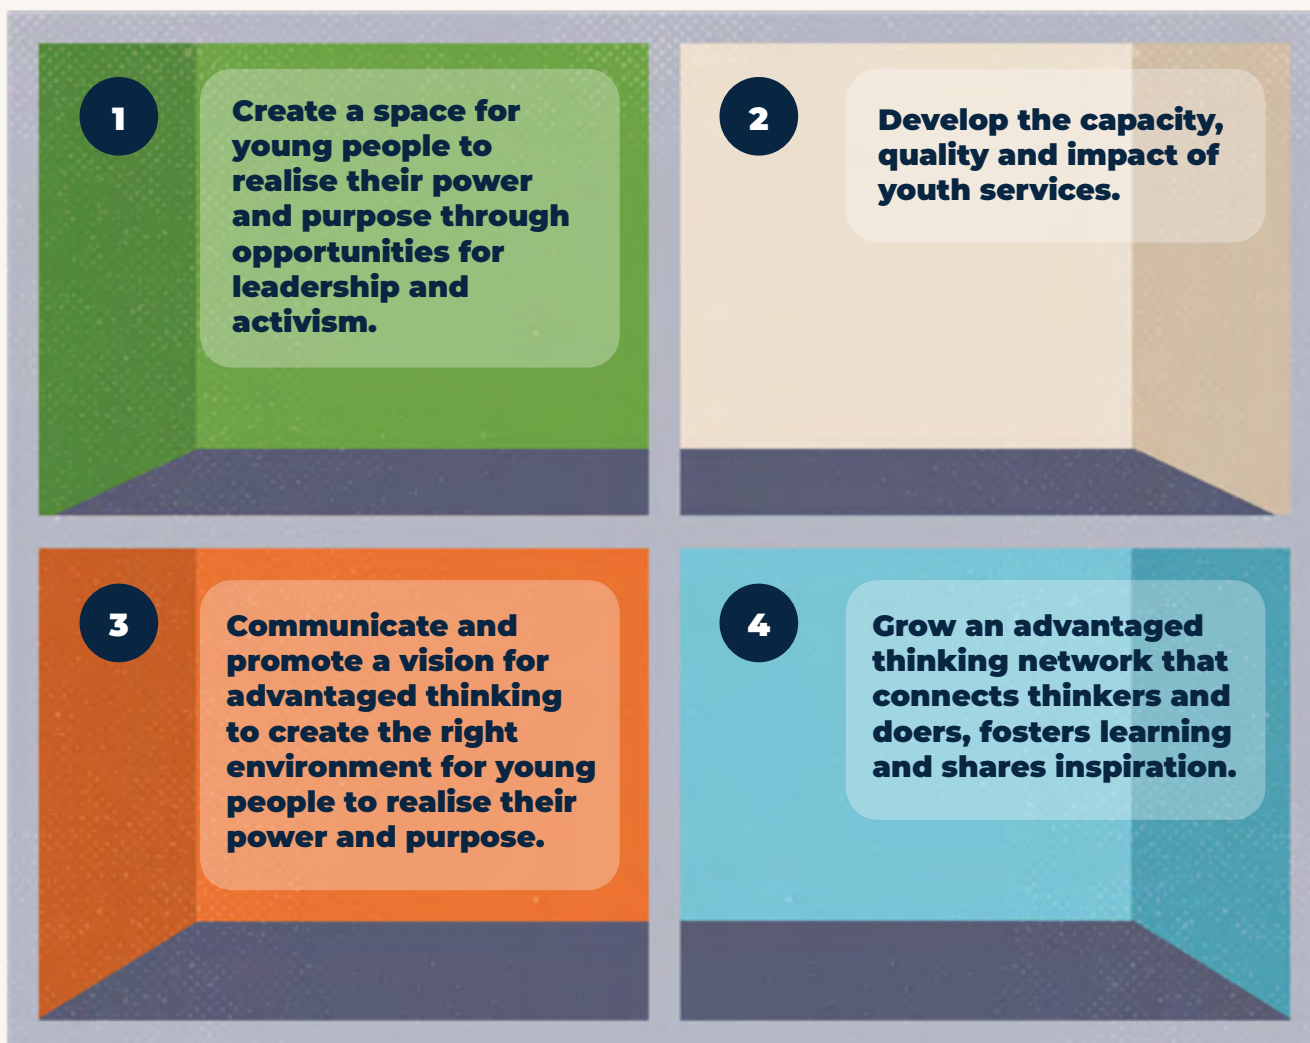 1
Create a space for
young people to
realise their power
and purpose through
opportunities for
leadership and
activism.
2
Develop the capacity,
quality and impact of
youth services.
3
Communicate and
promote a vision for
advantaged thinking
to create the right
environment for young
people to realise their
power and purpose.
4
Grow an advantaged
thinking network that
connects thinkers and
doers, fosters learning
and shares inspiration.